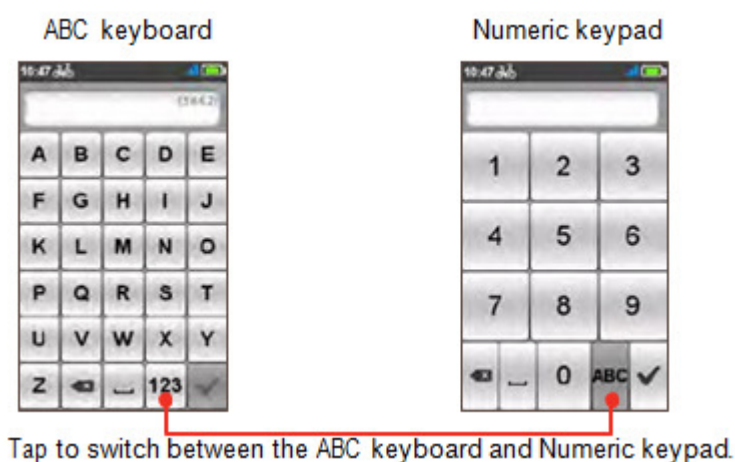 ABC keyboard
Numeric keypad
10:47
10:47
A B C D E
F G H I J
K L M N O
P Q R S T
U V W X Y
Z 123
1 2 3
4 5 6
7 8 9
0 ABC
Tap to switch between the ABC keyboard and Numeric keypad.